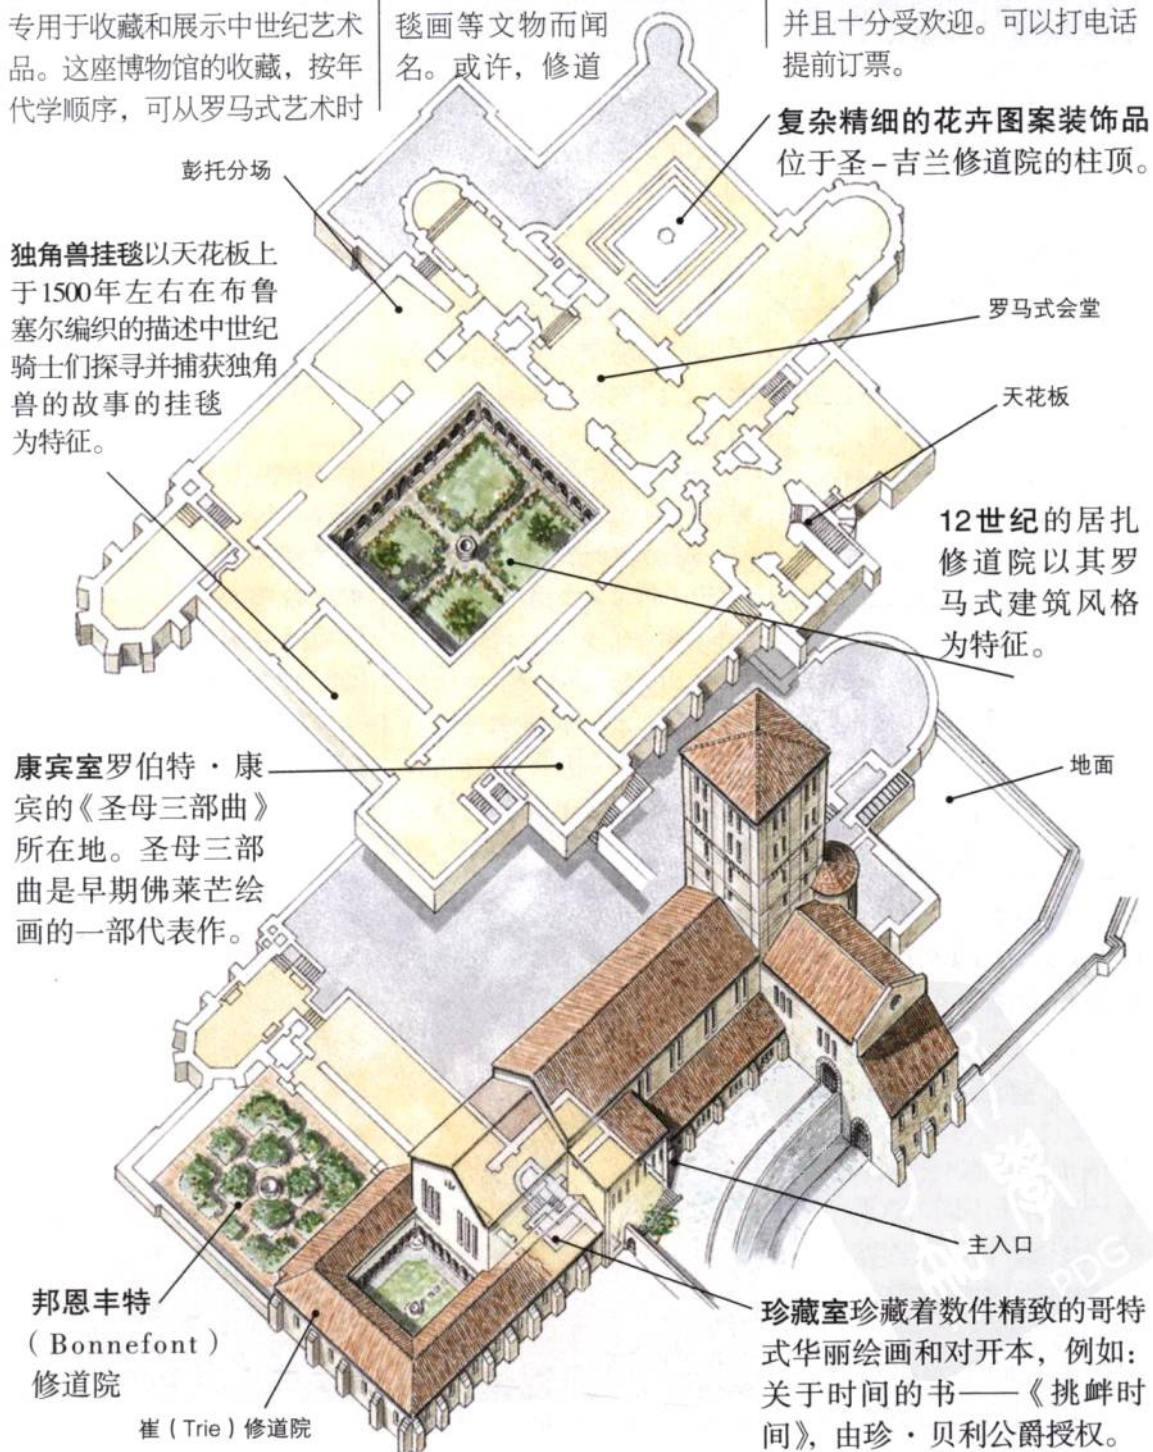 专用于收藏和展示中世纪艺术
品。这座博物馆的收藏，按年
代学顺序，可从罗马式艺术时
毯画等文物而闻
名。或许，修道
并且十分受欢迎。可以打电话
提前订票。
复杂精细的花卉图案装饰品
位于圣-吉兰修道院的柱顶。
彭托分场
独角兽挂毯以天花板上
于1500年左右在布鲁
塞尔编织的描述中世纪
骑士们探寻并捕获独角
兽的故事的挂毯
为特征。
罗马式会堂
天花板
12世纪的居扎
修道院以其罗
马式建筑风格
为特征。
康宾室罗伯特·康
宾的《圣母三部曲》
所在地。圣母三部
曲是早期佛莱芒绘
画的一部代表作。
地面
主入口
邦恩丰特
（Bonnefont）
修道院
崔（Trie）修道院
珍藏室珍藏着数件精致的哥特
式华丽绘画和对开本，例如：
关于时间的书——《挑衅时
间》，由珍·贝利公爵授权。
PDG